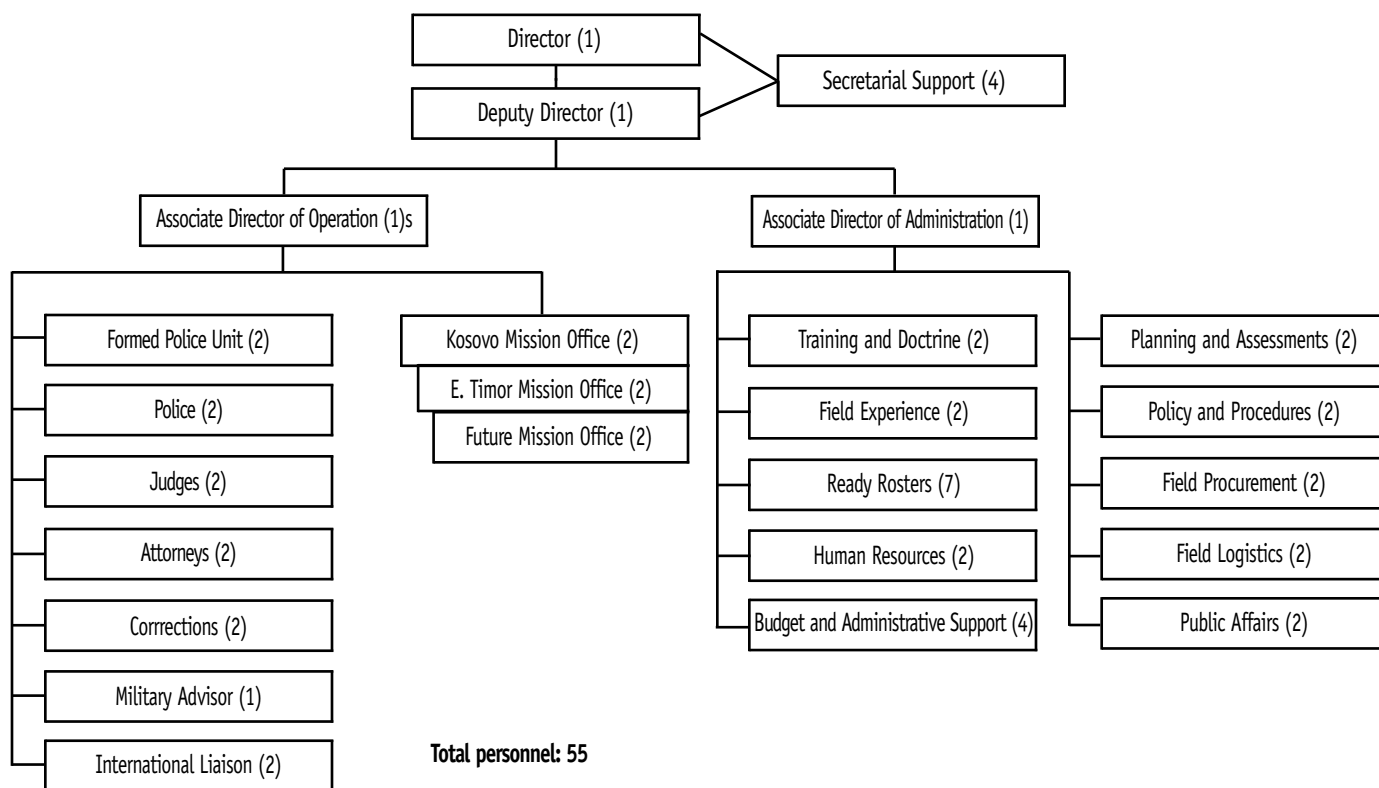 Director (1)
Secretarial Support (4)
Deputy Director (1)
Associate Director of Operation (1)s
Associate Director of Administration (1)
Formed Police Unit (2)
Police (2)
Judges (2)
Attorneys (2)
Corrrections (2)
Military Advisor (1)
International Liaison (2)
Kosovo Mission Office (2)
E. Timor Mission Office (2)
Future Mission Office (2)
Training and Doctrine (2)
Field Experience (2)
Ready Rosters (7)
Human Resources (2)
Budget and Administrative Support (4)
Planning and Assessments (2)
Policy and Procedures (2)
Field Procurement (2)
Field Logistics (2)
Public Affairs (2)
Total personnel: 55